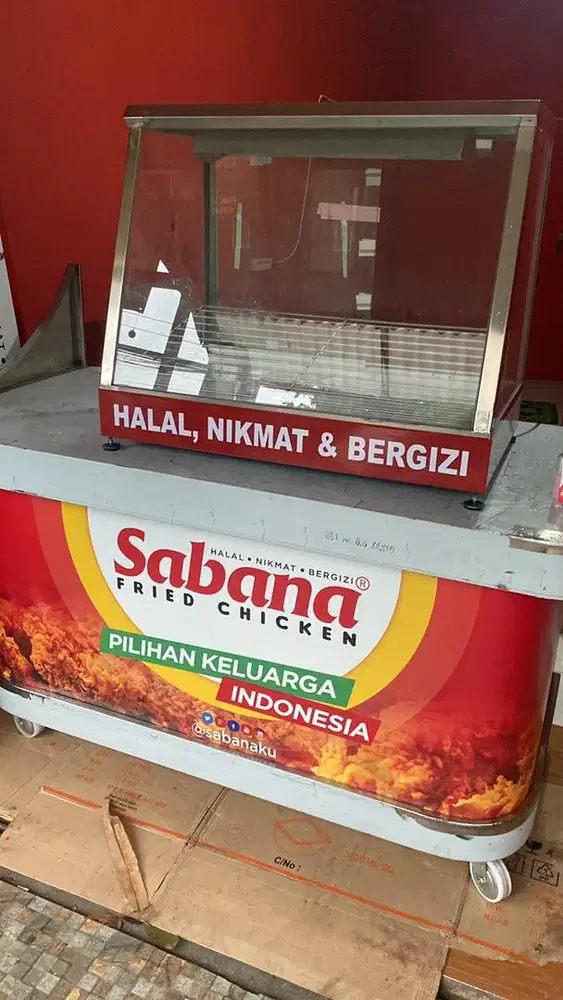 HALAL, NIKMAT & BERGIZI
HALAL • NIKMAT • BERGIZI
Sabana®
FRIED CHICKEN
PILIHAN KELUARGA
INDONESIA
@sabanaku
C/No :